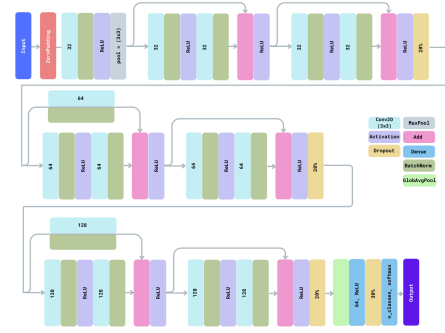 Input
ZeroPadding
32
ReLU
pool = (3x3)
32
ReLU
32
ReLU
32
ReLU
32
ReLU
20%
64
64
ReLU
64
ReLU
64
ReLU
64
ReLU
20%
Conv2D
(3x3)
MaxPool
Activation
Add
Dropout
Dense
BatchNorm
GlobAvgPool
128
128
ReLU
128
ReLU
128
ReLU
128
ReLU
20%
64, ReLU
30%
n_classes, softmax
Output